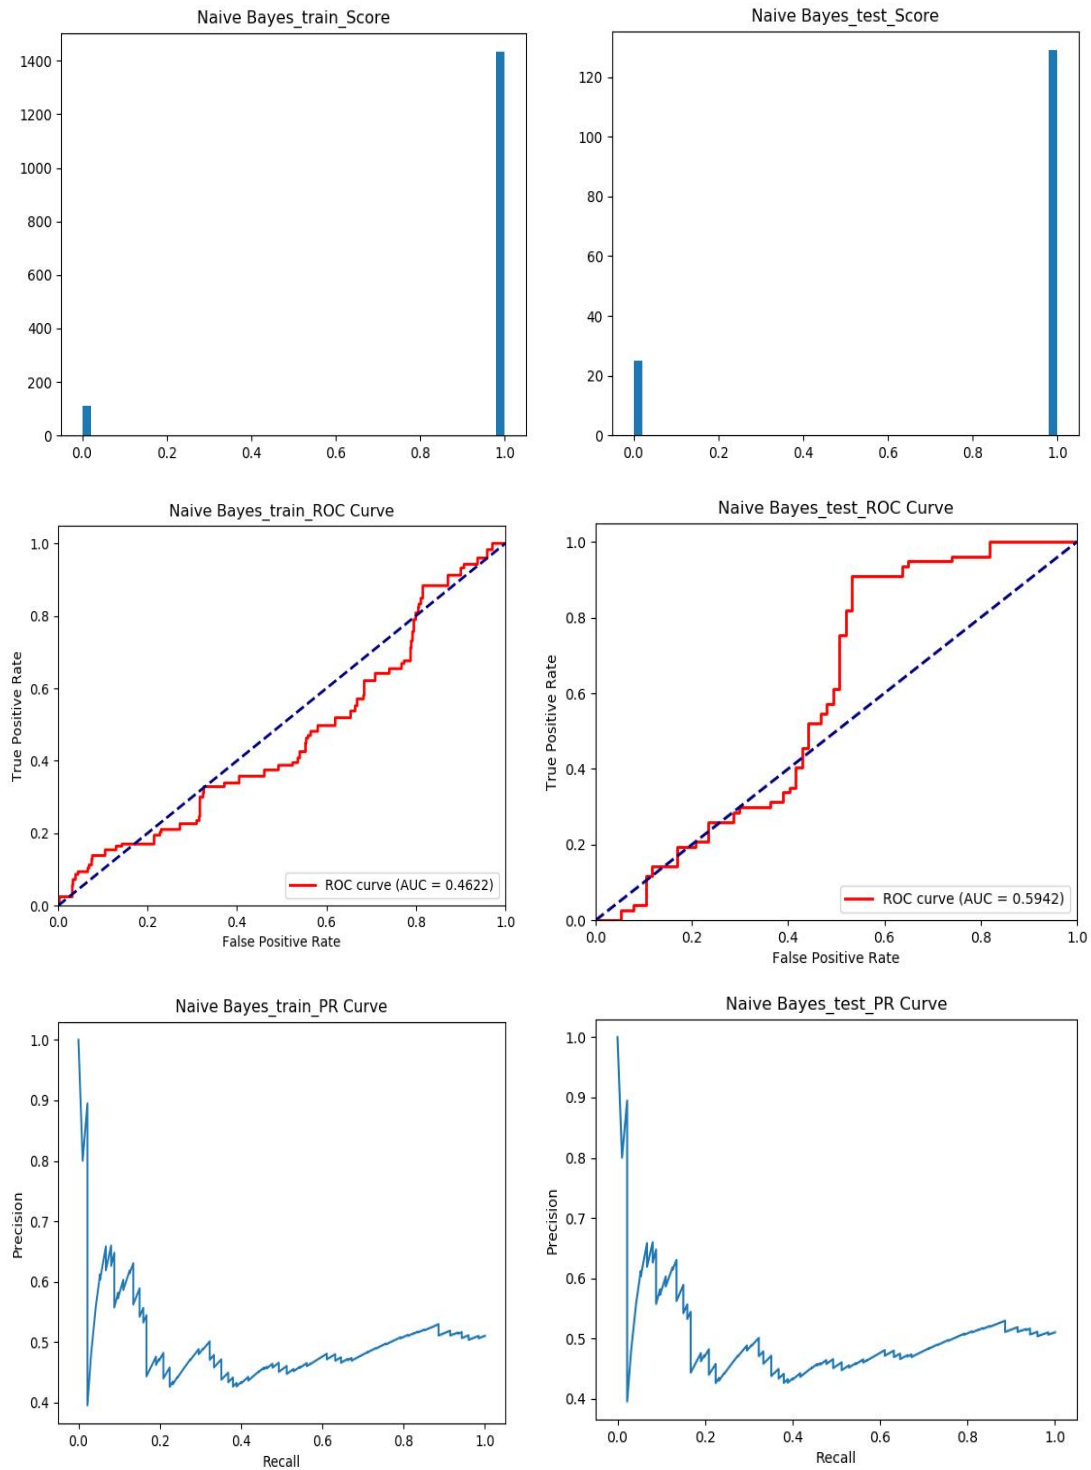 Naive Bayes_train_Score
1400
1200
1000
800
600
400
200
0
0.0 0.2 0.4 0.6 0.8 1.0
Naive Bayes_test_Score
120
100
80
60
40
20
0
0.0 0.2 0.4 0.6 0.8 1.0
Naive Bayes_train_ROC Curve
True Positive Rate
1.0
0.8
0.6
0.4
0.2
0.0
ROC curve (AUC = 0.4622)
0.0 0.2 0.4 0.6 0.8 1.0
False Positive Rate
Naive Bayes_test_ROC Curve
True Positive Rate
1.0
0.8
0.6
0.4
0.2
0.0
ROC curve (AUC = 0.5942)
0.0 0.2 0.4 0.6 0.8 1.0
False Positive Rate
Naive Bayes_train_PR Curve
Precision
1.0
0.9
0.8
0.7
0.6
0.5
0.4
0.0 0.2 0.4 0.6 0.8 1.0
Recall
Naive Bayes_test_PR Curve
Precision
1.0
0.9
0.8
0.7
0.6
0.5
0.4
0.0 0.2 0.4 0.6 0.8 1.0
Recall